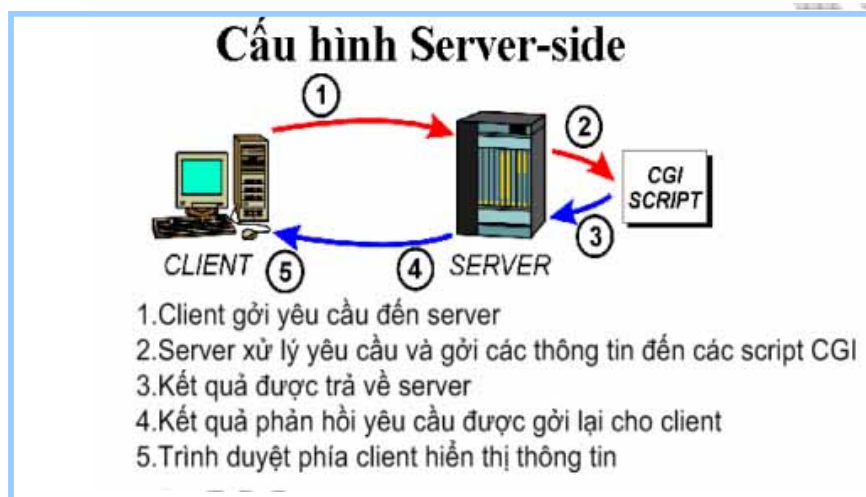 Cấu hình Server-side
1
2
CGI
SCRIPT
3
CLIENT 5 4 SERVER
1.Client gởi yêu cầu đến server
2.Server xử lý yêu cầu và gởi các thông tin đến các script CGI
3.Kết quả được trả về server
4.Kết quả phản hồi yêu cầu được gởi lại cho client
5.Trình duyệt phía client hiển thị thông tin